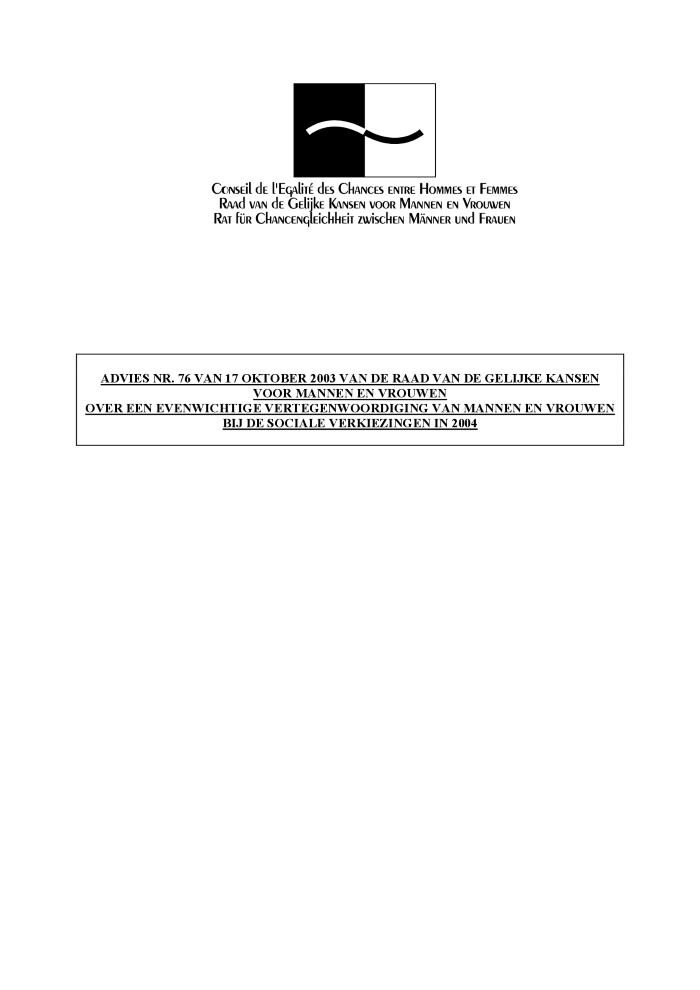 Conseil de l'Egalité des Chances entre Hommes et Femmes
Raad van de Gelijke Kansen voor Mannen en Vrouwen
Rat für Chancengleichheit zwischen Männer und Frauen
ADVIES NR. 76 VAN 17 OKTOBER 2003 VAN DE RAAD VAN DE GELIJKE KANSEN
VOOR MANNEN EN VROUWEN
OVER EEN EVENWICHTIGE VERTEGENWOORDIGING VAN MANNEN EN VROUWEN
BIJ DE SOCIALE VERKIEZINGEN IN 2004